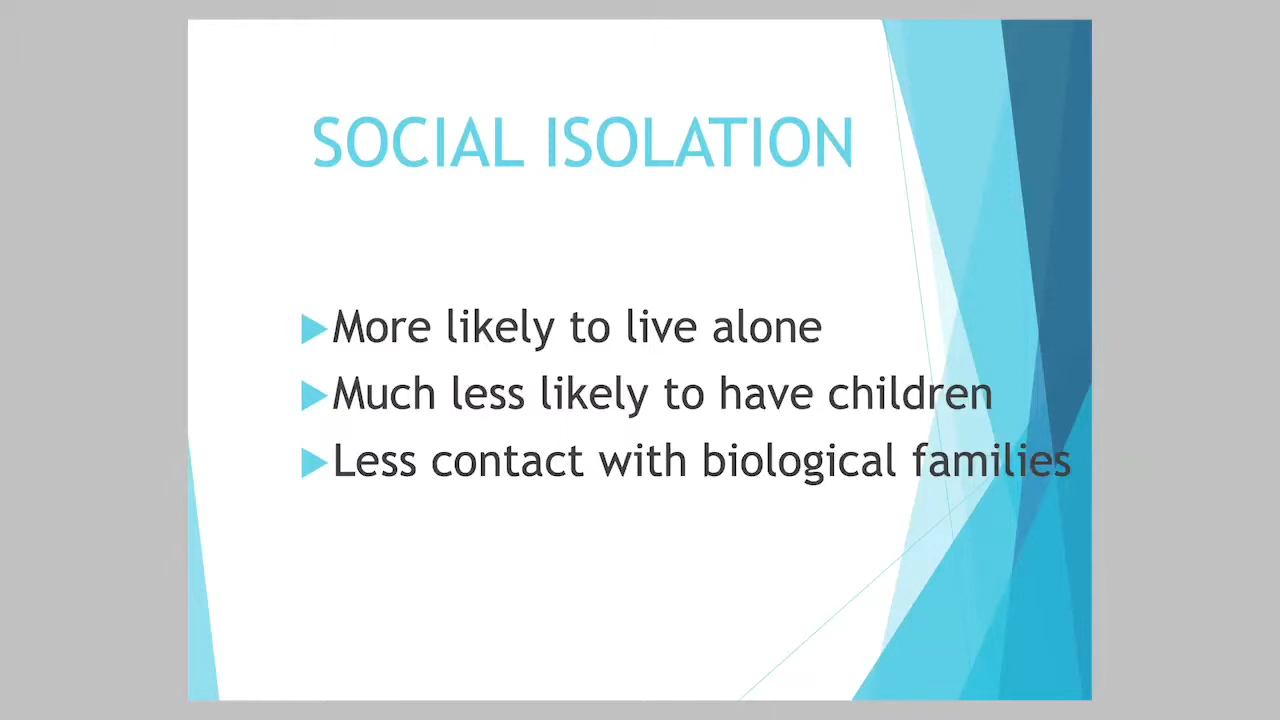 SOCIAL ISOLATION
More likely to live alone
Much less likely to have children
Less contact with biological families